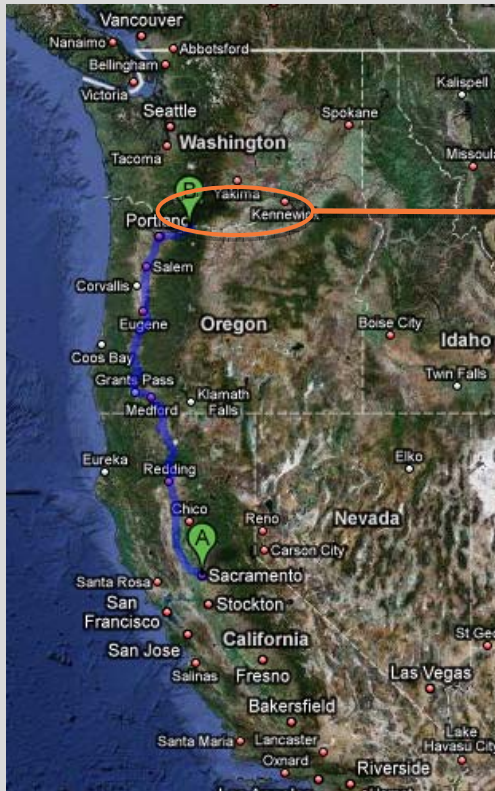 Vancouver
Nanaimo
Abbotsford
Bellingham
Victoria
Kalispell
Seattle
Spokane
Washington
Tacoma
Missoula
Yakima
B
Kennewick
Portland
Salem
Corvallis
Eugene
Oregon
Boise City
Idaho
Coos Bay
Twin Falls
Grants Pass
Klamath
Falls
Medford
Eureka
Redding
Elko
Chico
Reno
Nevada
A
Carson City
Santa Rosa
Sacramento
San
Francisco
Stockton
California
St Geo
San Jose
Salinas
Fresno
Las Vegas
Bakersfield
Santa Maria
Lancaster
Lake
Havasu City
Oxnard
Riverside